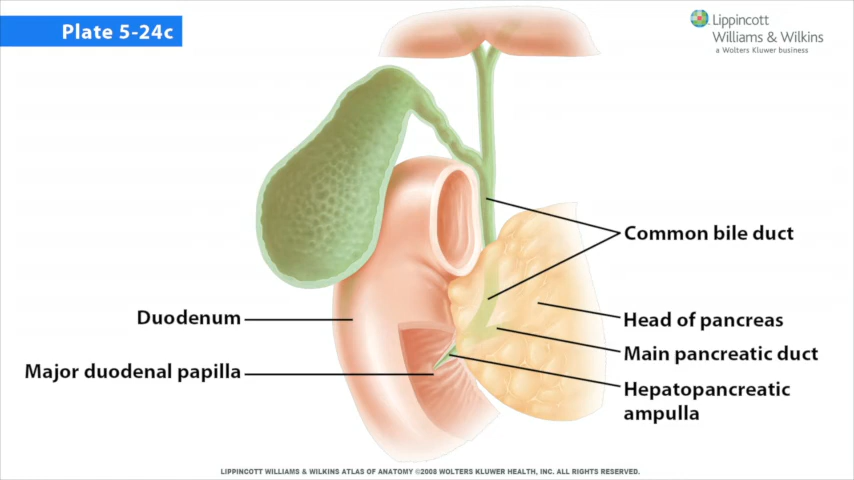 Plate 5-24c
Lippincott
Williams & Wilkins
a Wolters Kluwer business
Common bile duct
Duodenum
Head of pancreas
Main pancreatic duct
Major duodenal papilla
Hepatopancreatic
ampulla
LIPPINCOTT WILLIAMS & WILKINS ATLAS OF ANATOMY ©2008 WOLTERS KLUWER HEALTH, INC. ALL RIGHTS RESERVED.